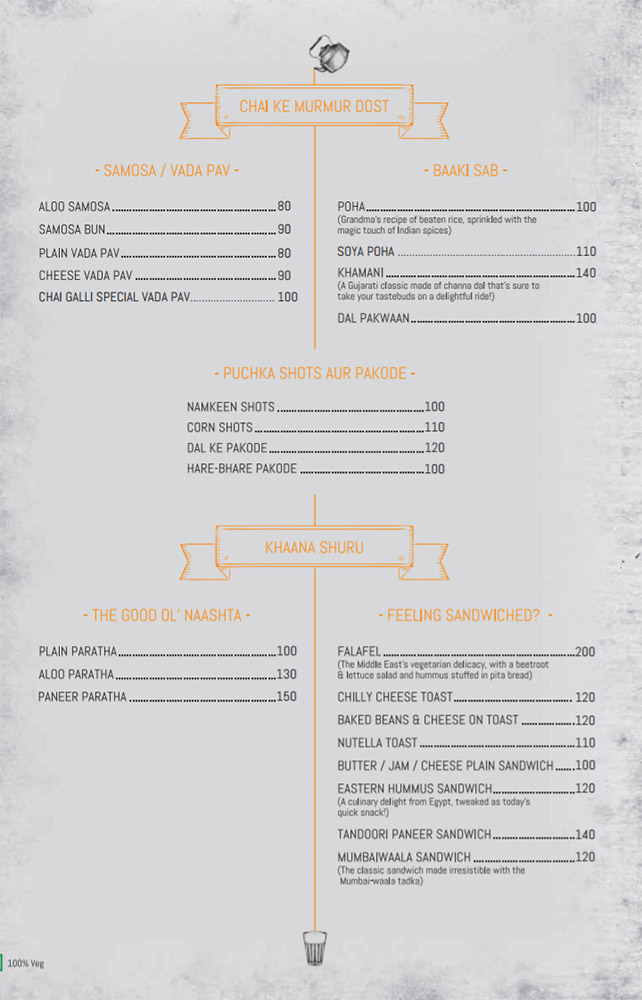 CHAI KE MURMUR DOST
- SAMOSA / VADA PAV -
ALOO SAMOSA 80
SAMOSA BUN 90
PLAIN VADA PAV 80
CHEESE VADA PAV 90
CHAI GALLI SPECIAL VADA PAV 100
- BAAKI SAB -
POHA 100
(Grandma's recipe of beaten rice, sprinkled with the
magic touch of Indian spices)
SOYA POHA 110
KHAMANI 140
(A Gujarati classic made of channa dal that's sure to
take your tastebuds on a delightful ride!)
DAL PAKWAAN 100
- PUCHKA SHOTS AUR PAKODE -
NAMKEEN SHOTS 100
CORN SHOTS 110
DAL KE PAKODE 120
HARE-BHARE PAKODE 100
KHAANA SHURU
- THE GOOD OL' NAASHTA -
PLAIN PARATHA 100
ALOO PARATHA 130
PANEER PARATHA 150
- FEELING SANDWICHED? -
FALAFEL 200
(The Middle East's vegetarian delicacy, with a beetroot
& lettuce salad and hummus stuffed in pita bread)
CHILLY CHEESE TOAST 120
BAKED BEANS & CHEESE ON TOAST 120
NUTELLA TOAST 110
BUTTER / JAM / CHEESE PLAIN SANDWICH 100
EASTERN HUMMUS SANDWICH 120
(A culinary delight from Egypt, tweaked as today's
quick snack!)
TANDOORI PANEER SANDWICH 140
MUMBAIWAALA SANDWICH 120
(The classic sandwich made irresistible with the
Mumbai-waala tadka)
100% Veg